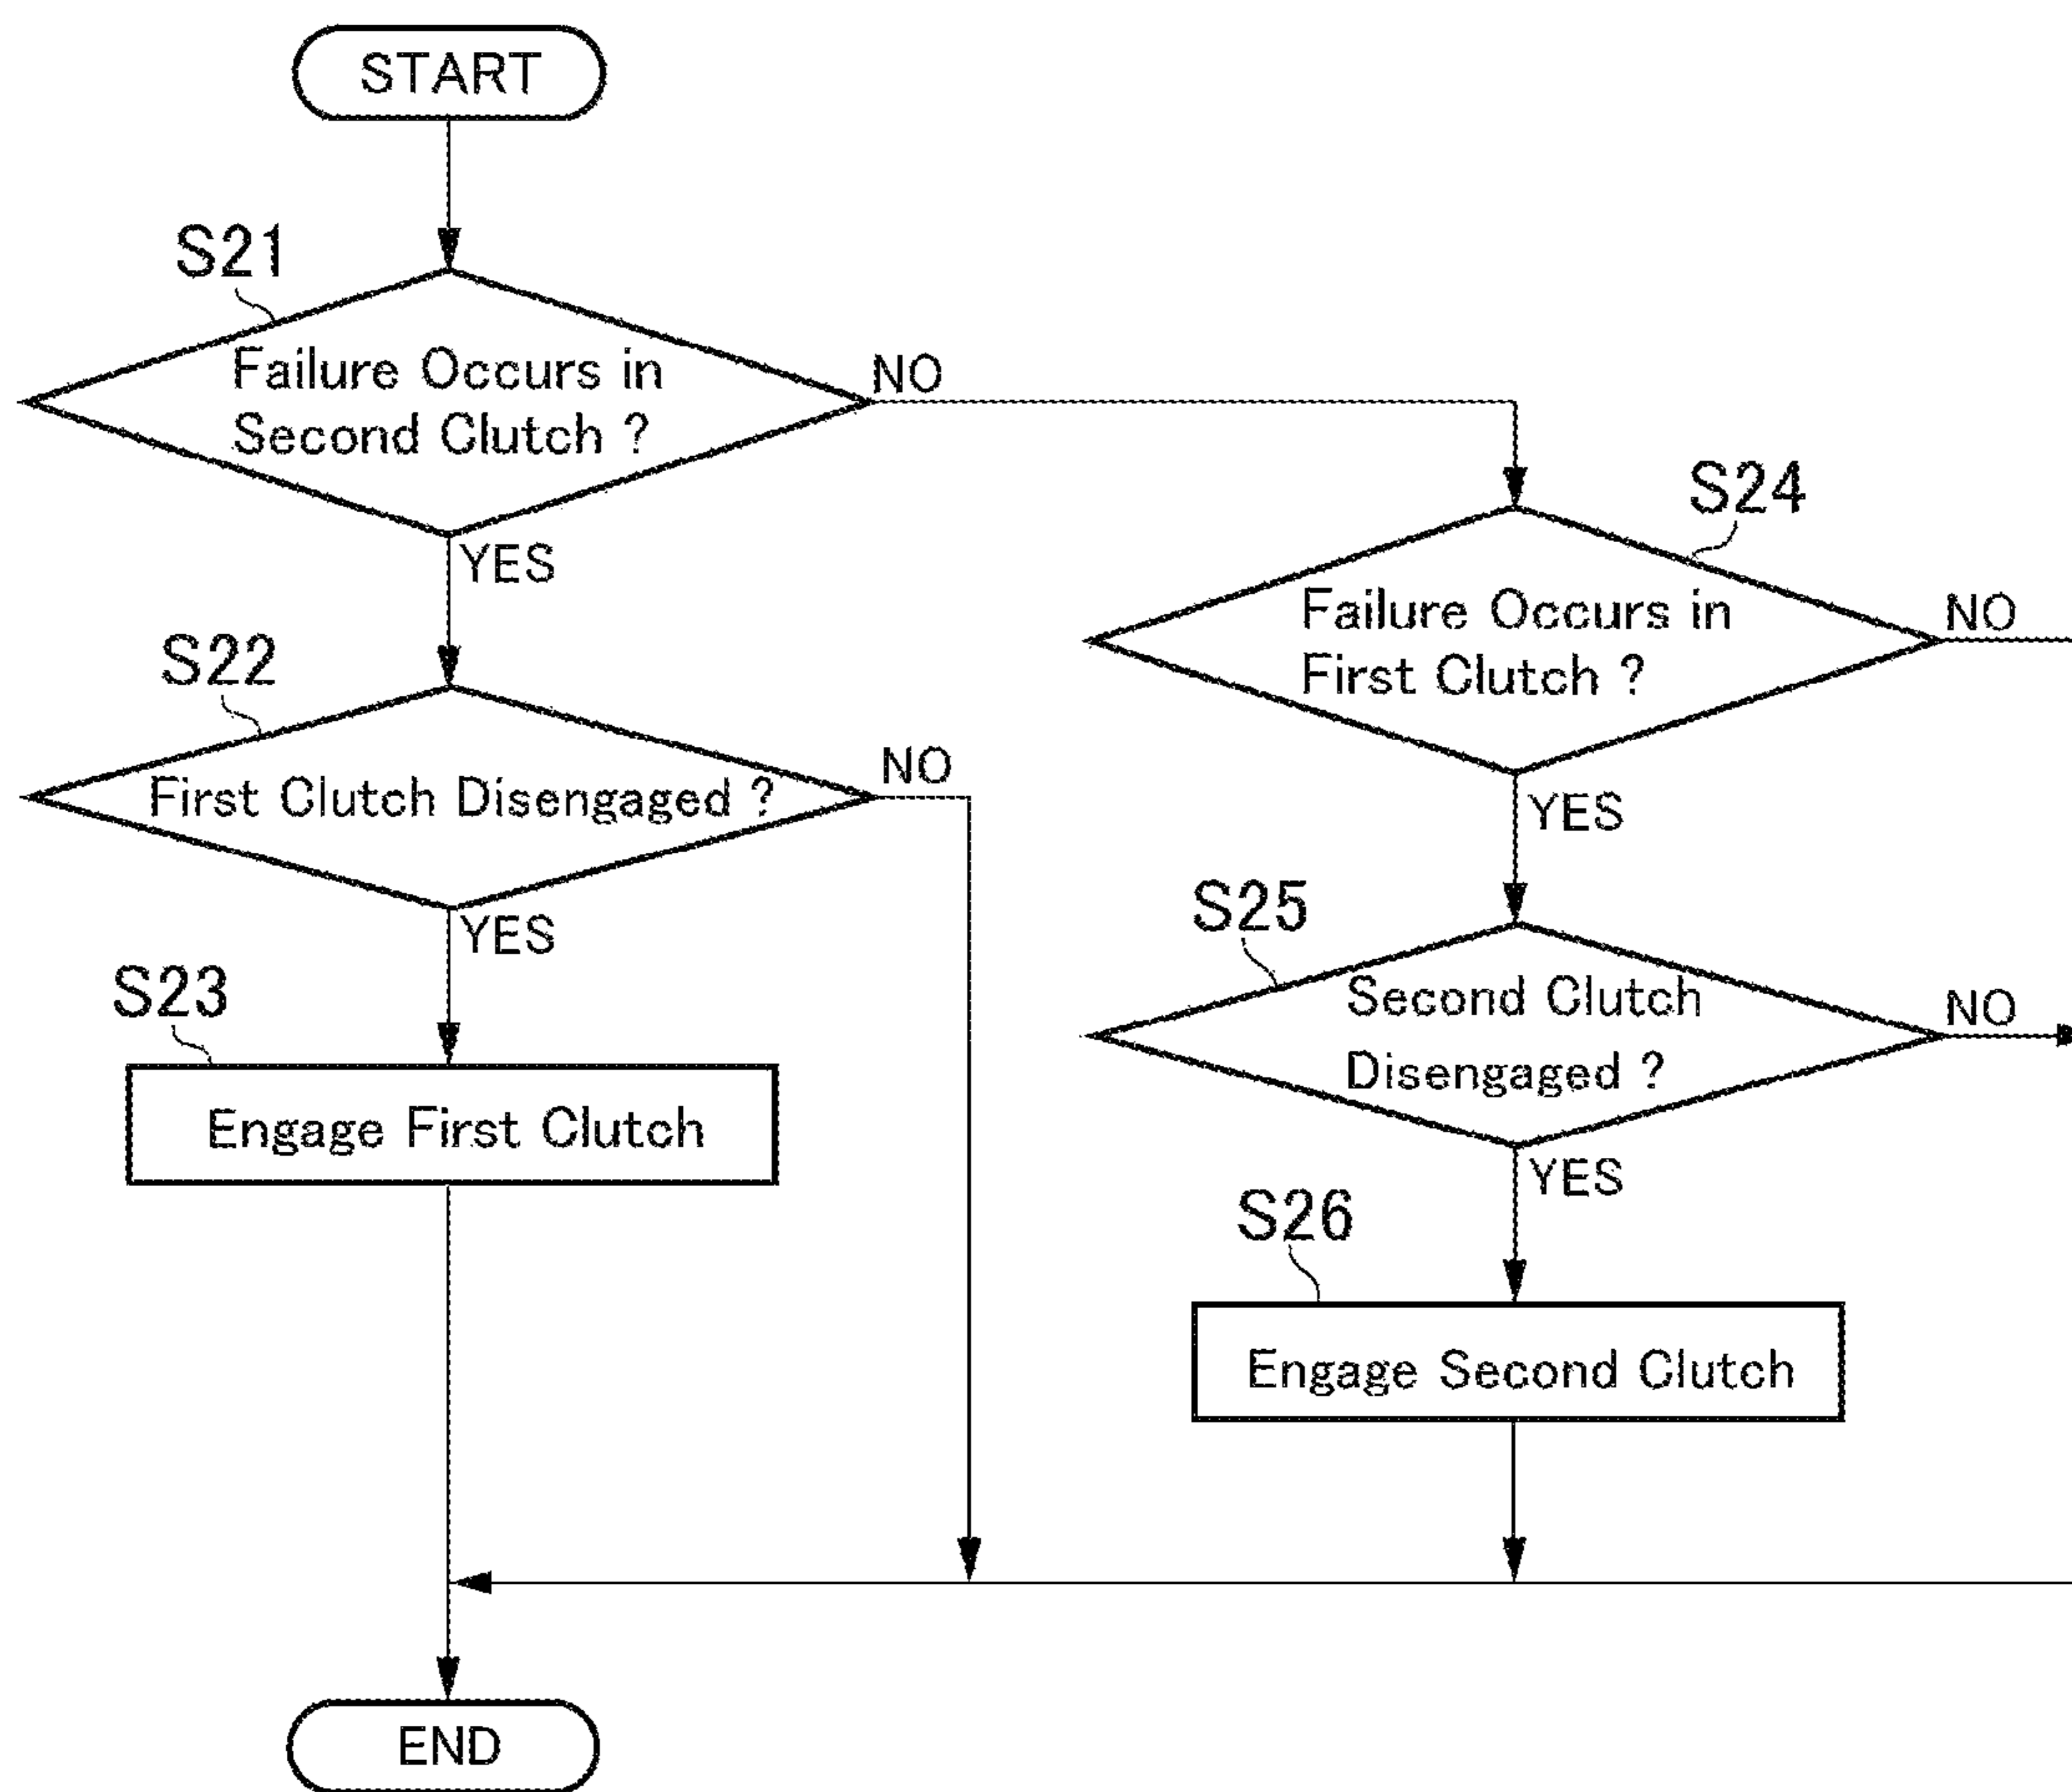 START
S21
Failure Occurs in
Second Clutch ?
NO
YES
S22
First Clutch Disengaged ?
NO
YES
S23
Engage First Clutch
S24
Failure Occurs in
First Clutch ?
NO
YES
S25
Second Clutch
Disengaged ?
NO
YES
S26
Engage Second Clutch
END